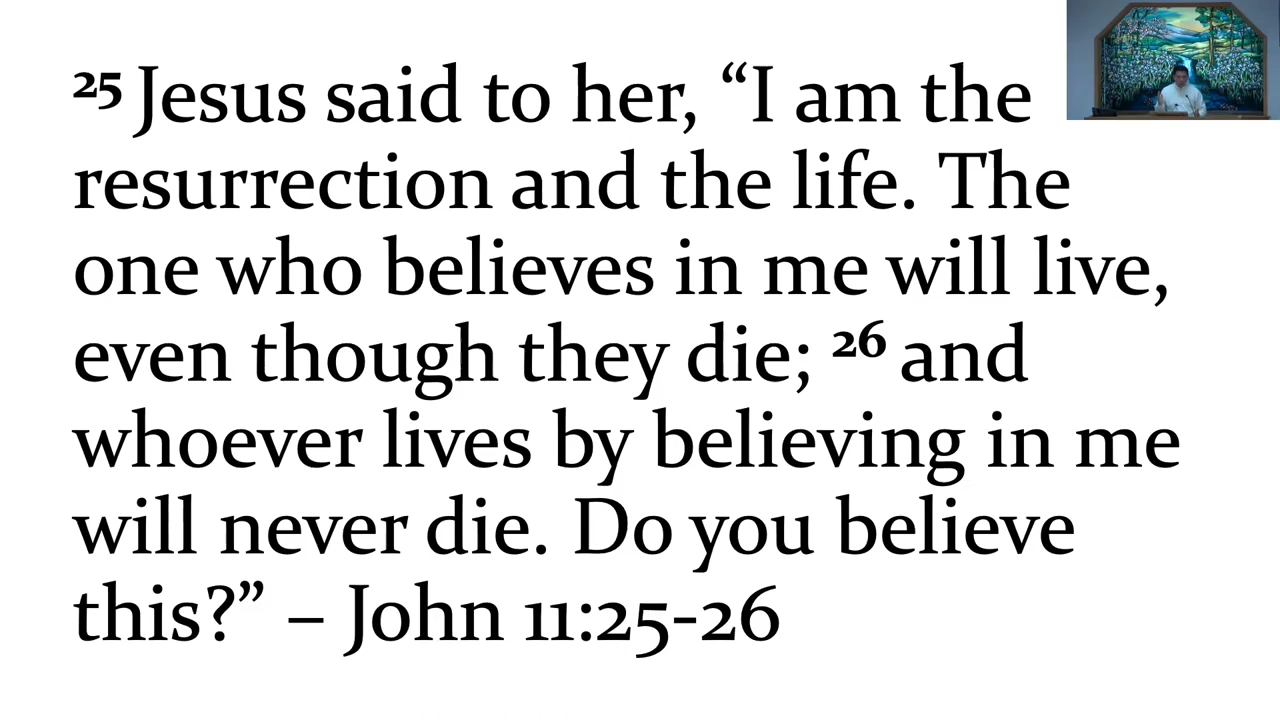 25 Jesus said to her, “I am the
resurrection and the life. The
one who believes in me will live,
even though they die; 26 and
whoever lives by believing in me
will never die. Do you believe
this?” – John 11:25-26